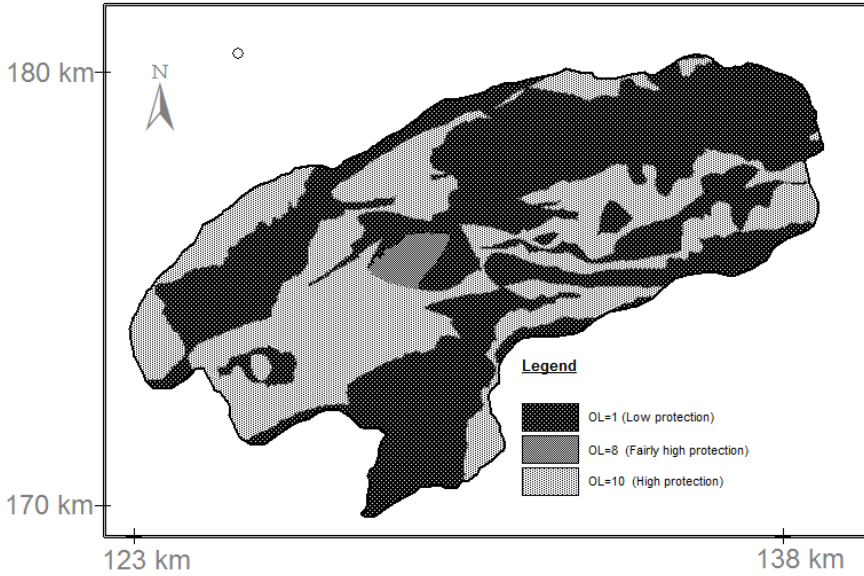 180 km
N
Legend
OL=1 (Low protection)
OL=8 (Fairly high protection)
OL=10 (High protection)
170 km
123 km
138 km